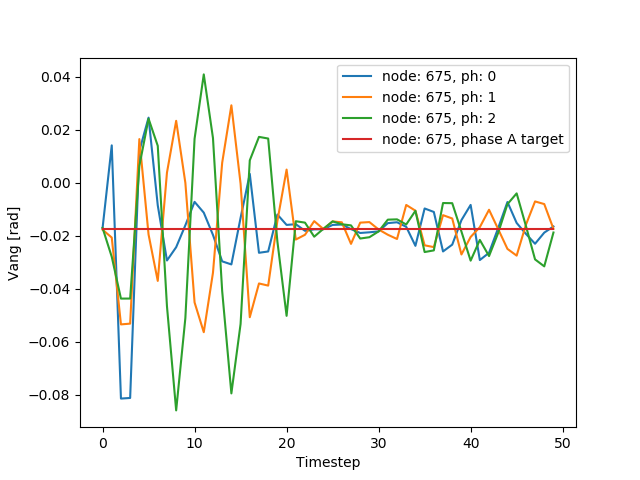 node: 675, ph: 0
node: 675, ph: 1
node: 675, ph: 2
node: 675, phase A target
0.04
0.02
0.00
−0.02
−0.04
−0.06
−0.08
Vang [rad]
0 10 20 30 40 50
Timestep